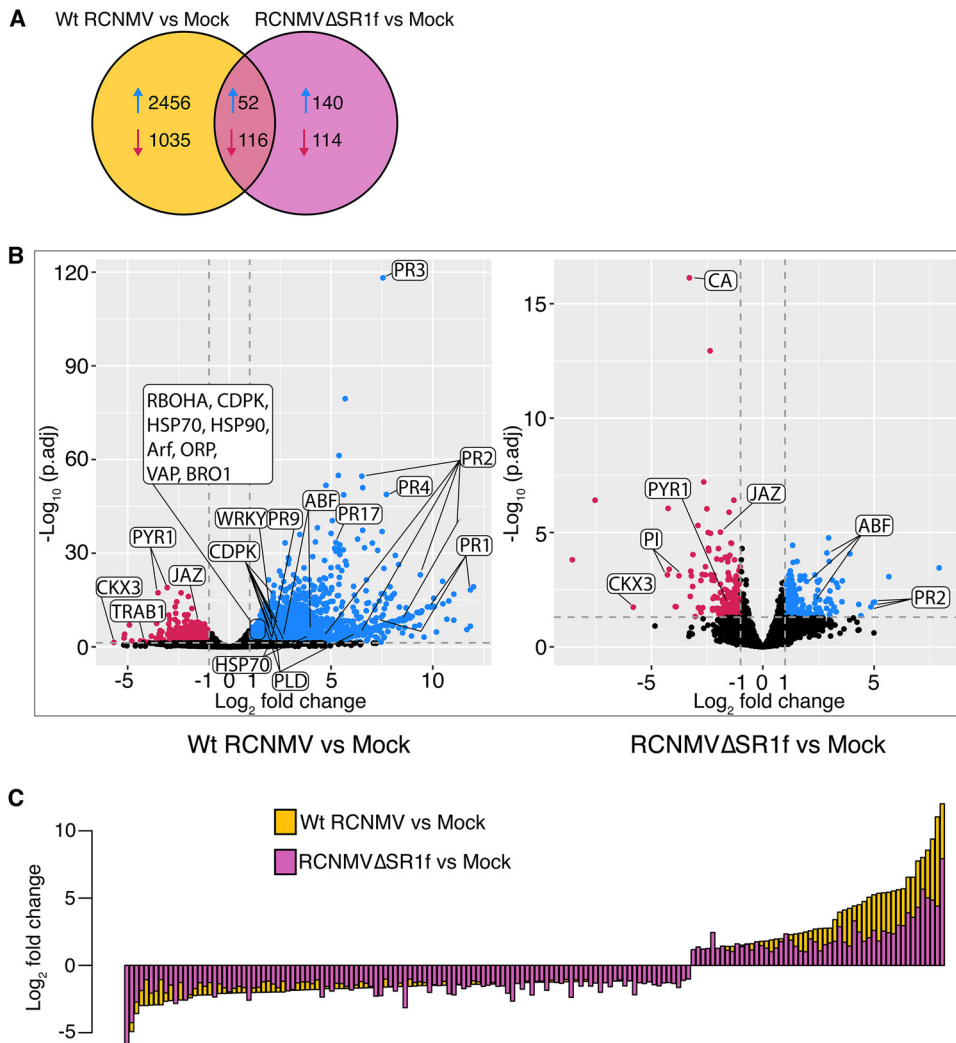 A
Wt RCNMV vs Mock
RCNMVΔSR1f vs Mock
2456
52
140
1035
116
114
B
120
90
60
30
0
-Log10 (p.adj)
PR3
RBOHA, CDPK,
HSP70, HSP90,
Arf, ORP,
VAP, BRO1
PR2
PR4
ABF
WRKY
PR9
PR17
PYR1
CDPK
PR1
JAZ
CKX3
TRAB1
HSP70
PLD
-5
-1
0
1
5
10
Log2 fold change
Wt RCNMV vs Mock
15
10
5
0
-Log10 (p.adj)
CA
PYR1
JAZ
PI
ABF
CKX3
PR2
-5
-1
0
1
5
Log2 fold change
RCNMVΔSR1f vs Mock
C
Wt RCNMV vs Mock
RCNMVΔSR1f vs Mock
10
5
0
-5
Log2 fold change